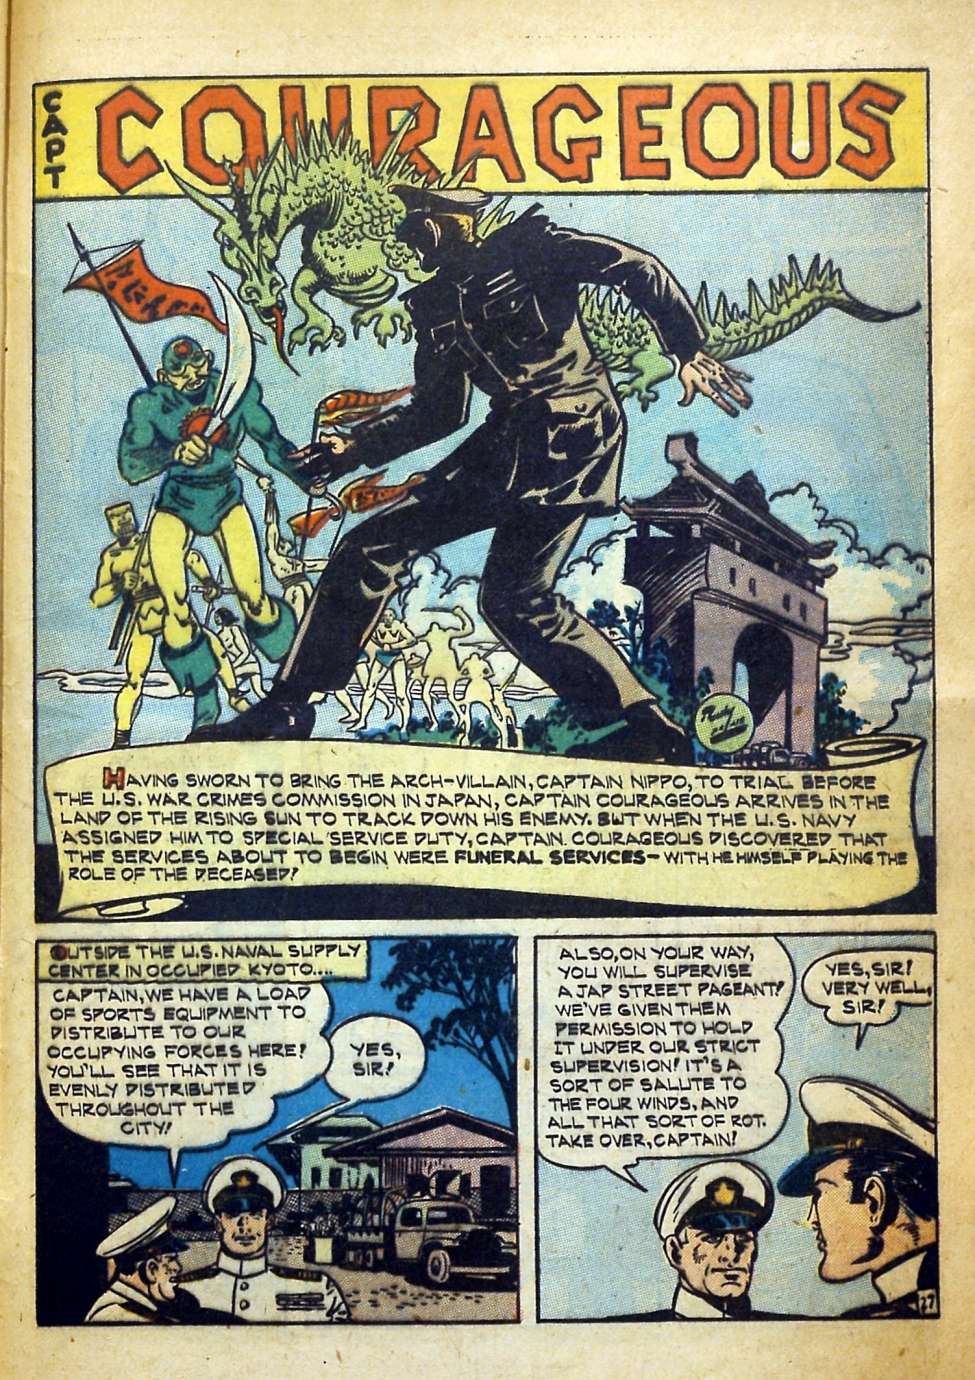 CAPT
COURAGEOUS
HAVING SWORN TO BRING THE ARCH-VILLAIN, CAPTAIN NIPPO, TO TRIAL BEFORE
THE U.S. WAR CRIMES COMMISSION IN JAPAN, CAPTAIN COURAGEOUS ARRIVES IN THE
LAND OF THE RISING SUN TO TRACK DOWN HIS ENEMY. BUT WHEN THE U.S. NAVY
ASSIGNED HIM TO SPECIAL SERVICE DUTY, CAPTAIN COURAGEOUS DISCOVERED THAT
THE SERVICES ABOUT TO BEGIN WERE FUNERAL SERVICES — WITH HE HIMSELF PLAYING THE
ROLE OF THE DECEASED!
OUTSIDE THE U.S. NAVAL SUPPLY
CENTER IN OCCUPIED KYOTO....
CAPTAIN, WE HAVE A LOAD
OF SPORTS EQUIPMENT TO
DISTRIBUTE TO OUR
OCCUPYING FORCES HERE!
YOU'LL SEE THAT IT IS
EVENLY DISTRIBUTED
THROUGHOUT THE
CITY!
YES,
SIR!
ALSO, ON YOUR WAY,
YOU WILL SUPERVISE
A JAP STREET PAGEANT!
WE'VE GIVEN THEM
PERMISSION TO HOLD
IT UNDER OUR STRICT
SUPERVISION! IT'S A
SORT OF SALUTE TO
THE FOUR WINDS, AND
ALL THAT SORT OF ROT.
TAKE OVER, CAPTAIN!
YES, SIR!
VERY WELL,
SIR!
27